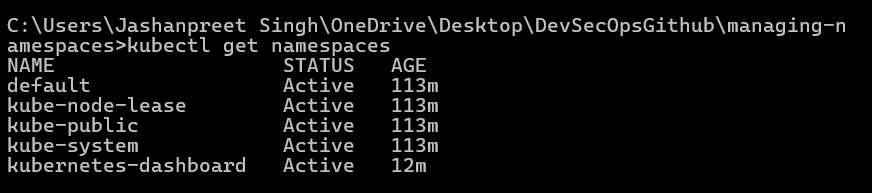 C:\Users\Jashanpreet Singh\OneDrive\Desktop\DevSecOpsGithub\managing-n
amespaces>kubectl get namespaces
NAME                   STATUS   AGE
default                Active   113m
kube-node-lease        Active   113m
kube-public            Active   113m
kube-system            Active   113m
kubernetes-dashboard   Active   12m